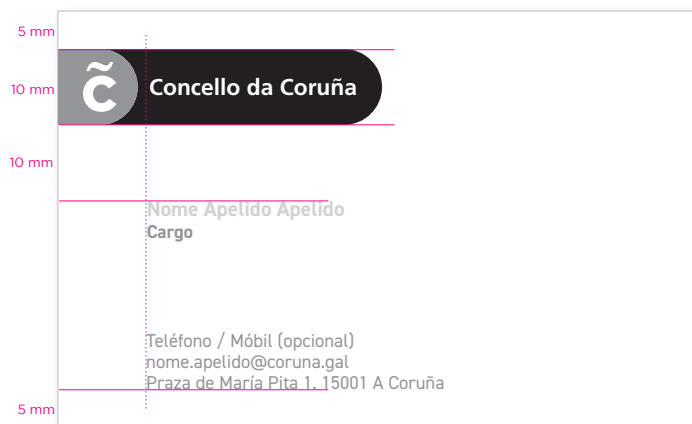 5 mm
10 mm
c̃ Concello da Coruña
10 mm
Nome Apelido Apelido
Cargo
Teléfono / Móbil (opcional)
nome.apelido@coruna.gal
Praza de María Pita 1. 15001 A Coruña
5 mm